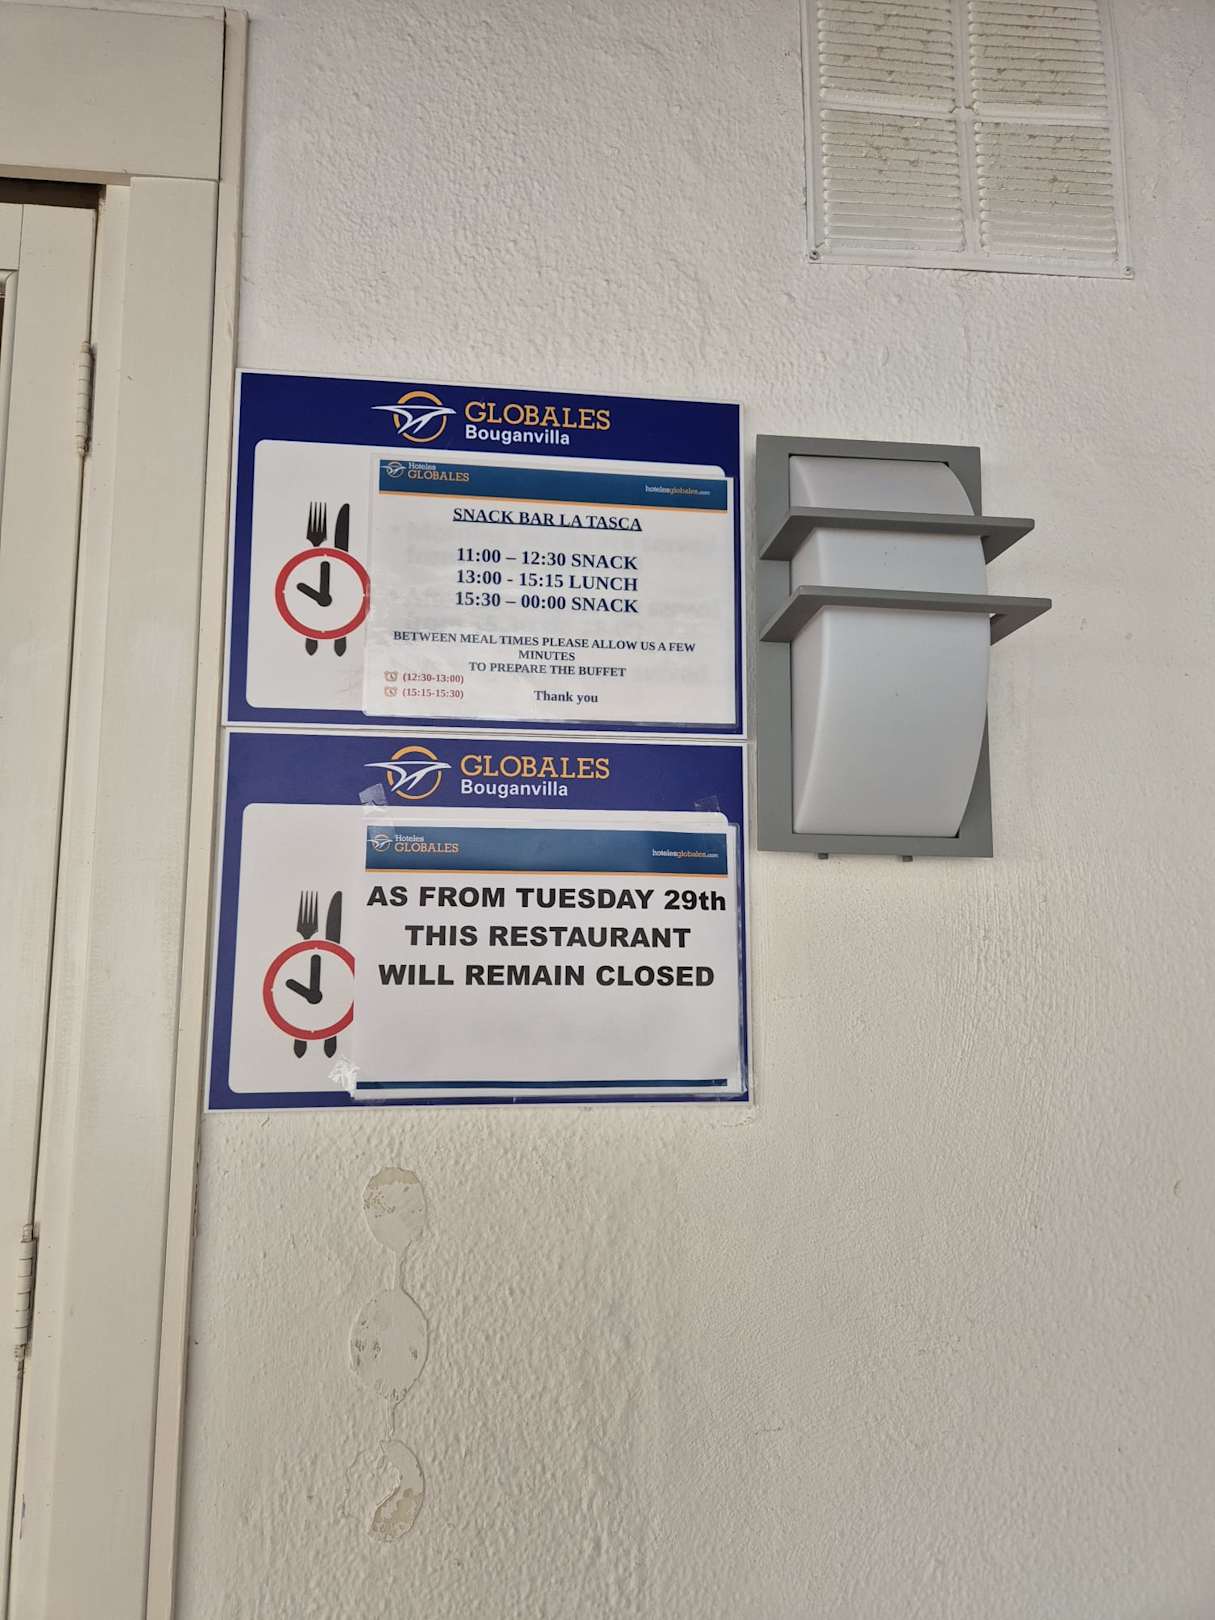 GLOBALES
Bouganvilla
Hoteles
GLOBALES
hotelesglobales.com
SNACK BAR LA TASCA
11:00 – 12:30 SNACK
13:00 - 15:15 LUNCH
15:30 – 00:00 SNACK
BETWEEN MEAL TIMES PLEASE ALLOW US A FEW
MINUTES
TO PREPARE THE BUFFET
(12:30-13:00)
(15:15-15:30)
Thank you
GLOBALES
Bouganvilla
Hoteles
GLOBALES
hotelesglobales.com
AS FROM TUESDAY 29th
THIS RESTAURANT
WILL REMAIN CLOSED